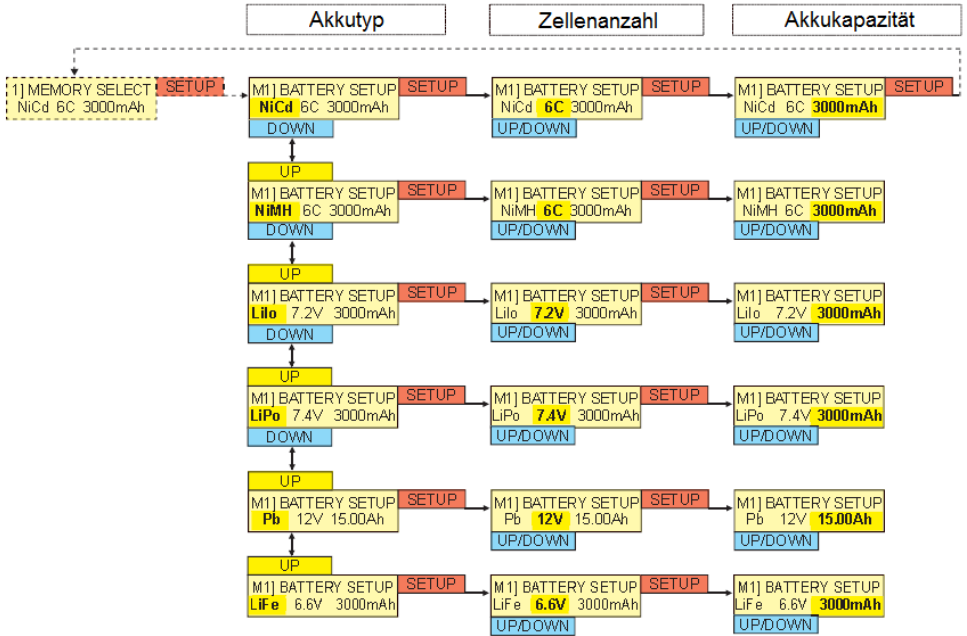 Akkutyp
Zellenanzahl
Akkukapazität
1] MEMORY SELECT
NiCd 6C 3000mAh
SETUP
M1] BATTERY SETUP
NiCd 6C 3000mAh
SETUP
DOWN
M1] BATTERY SETUP
NiCd 6C 3000mAh
SETUP
UP/DOWN
M1] BATTERY SETUP
NiCd 6C 3000mAh
SETUP
UP/DOWN
UP
M1] BATTERY SETUP
NiMH 6C 3000mAh
SETUP
DOWN
M1] BATTERY SETUP
NiMH 6C 3000mAh
SETUP
UP/DOWN
M1] BATTERY SETUP
NiMH 6C 3000mAh
UP/DOWN
UP
M1] BATTERY SETUP
LiIo 7.2V 3000mAh
SETUP
DOWN
M1] BATTERY SETUP
LiIo 7.2V 3000mAh
SETUP
UP/DOWN
M1] BATTERY SETUP
LiIo 7.2V 3000mAh
UP/DOWN
UP
M1] BATTERY SETUP
LiPo 7.4V 3000mAh
SETUP
DOWN
M1] BATTERY SETUP
LiPo 7.4V 3000mAh
SETUP
UP/DOWN
M1] BATTERY SETUP
LiPo 7.4V 3000mAh
UP/DOWN
UP
M1] BATTERY SETUP
Pb 12V 15.00Ah
SETUP
M1] BATTERY SETUP
Pb 12V 15.00Ah
SETUP
UP/DOWN
M1] BATTERY SETUP
Pb 12V 15.00Ah
UP/DOWN
UP
M1] BATTERY SETUP
LiFe 6.6V 3000mAh
SETUP
M1] BATTERY SETUP
LiFe 6.6V 3000mAh
SETUP
UP/DOWN
M1] BATTERY SETUP
LiFe 6.6V 3000mAh
UP/DOWN